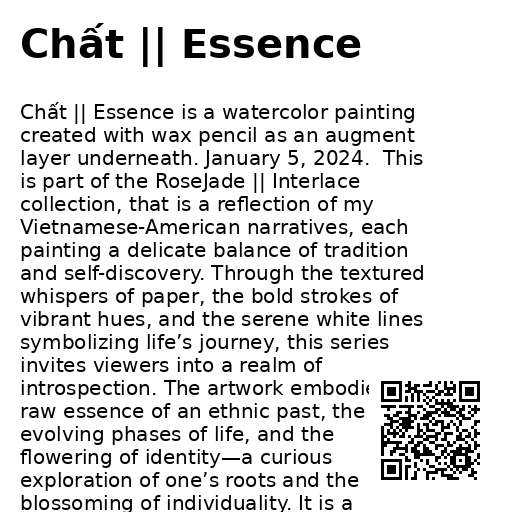 Chất || Essence
Chất || Essence is a watercolor painting
created with wax pencil as an augment
layer underneath. January 5, 2024.  This
is part of the RoseJade || Interlace
collection, that is a reflection of my
Vietnamese-American narratives, each
painting a delicate balance of tradition
and self-discovery. Through the textured
whispers of paper, the bold strokes of
vibrant hues, and the serene white lines
symbolizing life’s journey, this series
invites viewers into a realm of
introspection. The artwork
raw essence of an ethnic past, the
evolving phases of life, and the
flowering of identity—a curious
exploration of one’s roots and the
blossoming of individuality. It is a